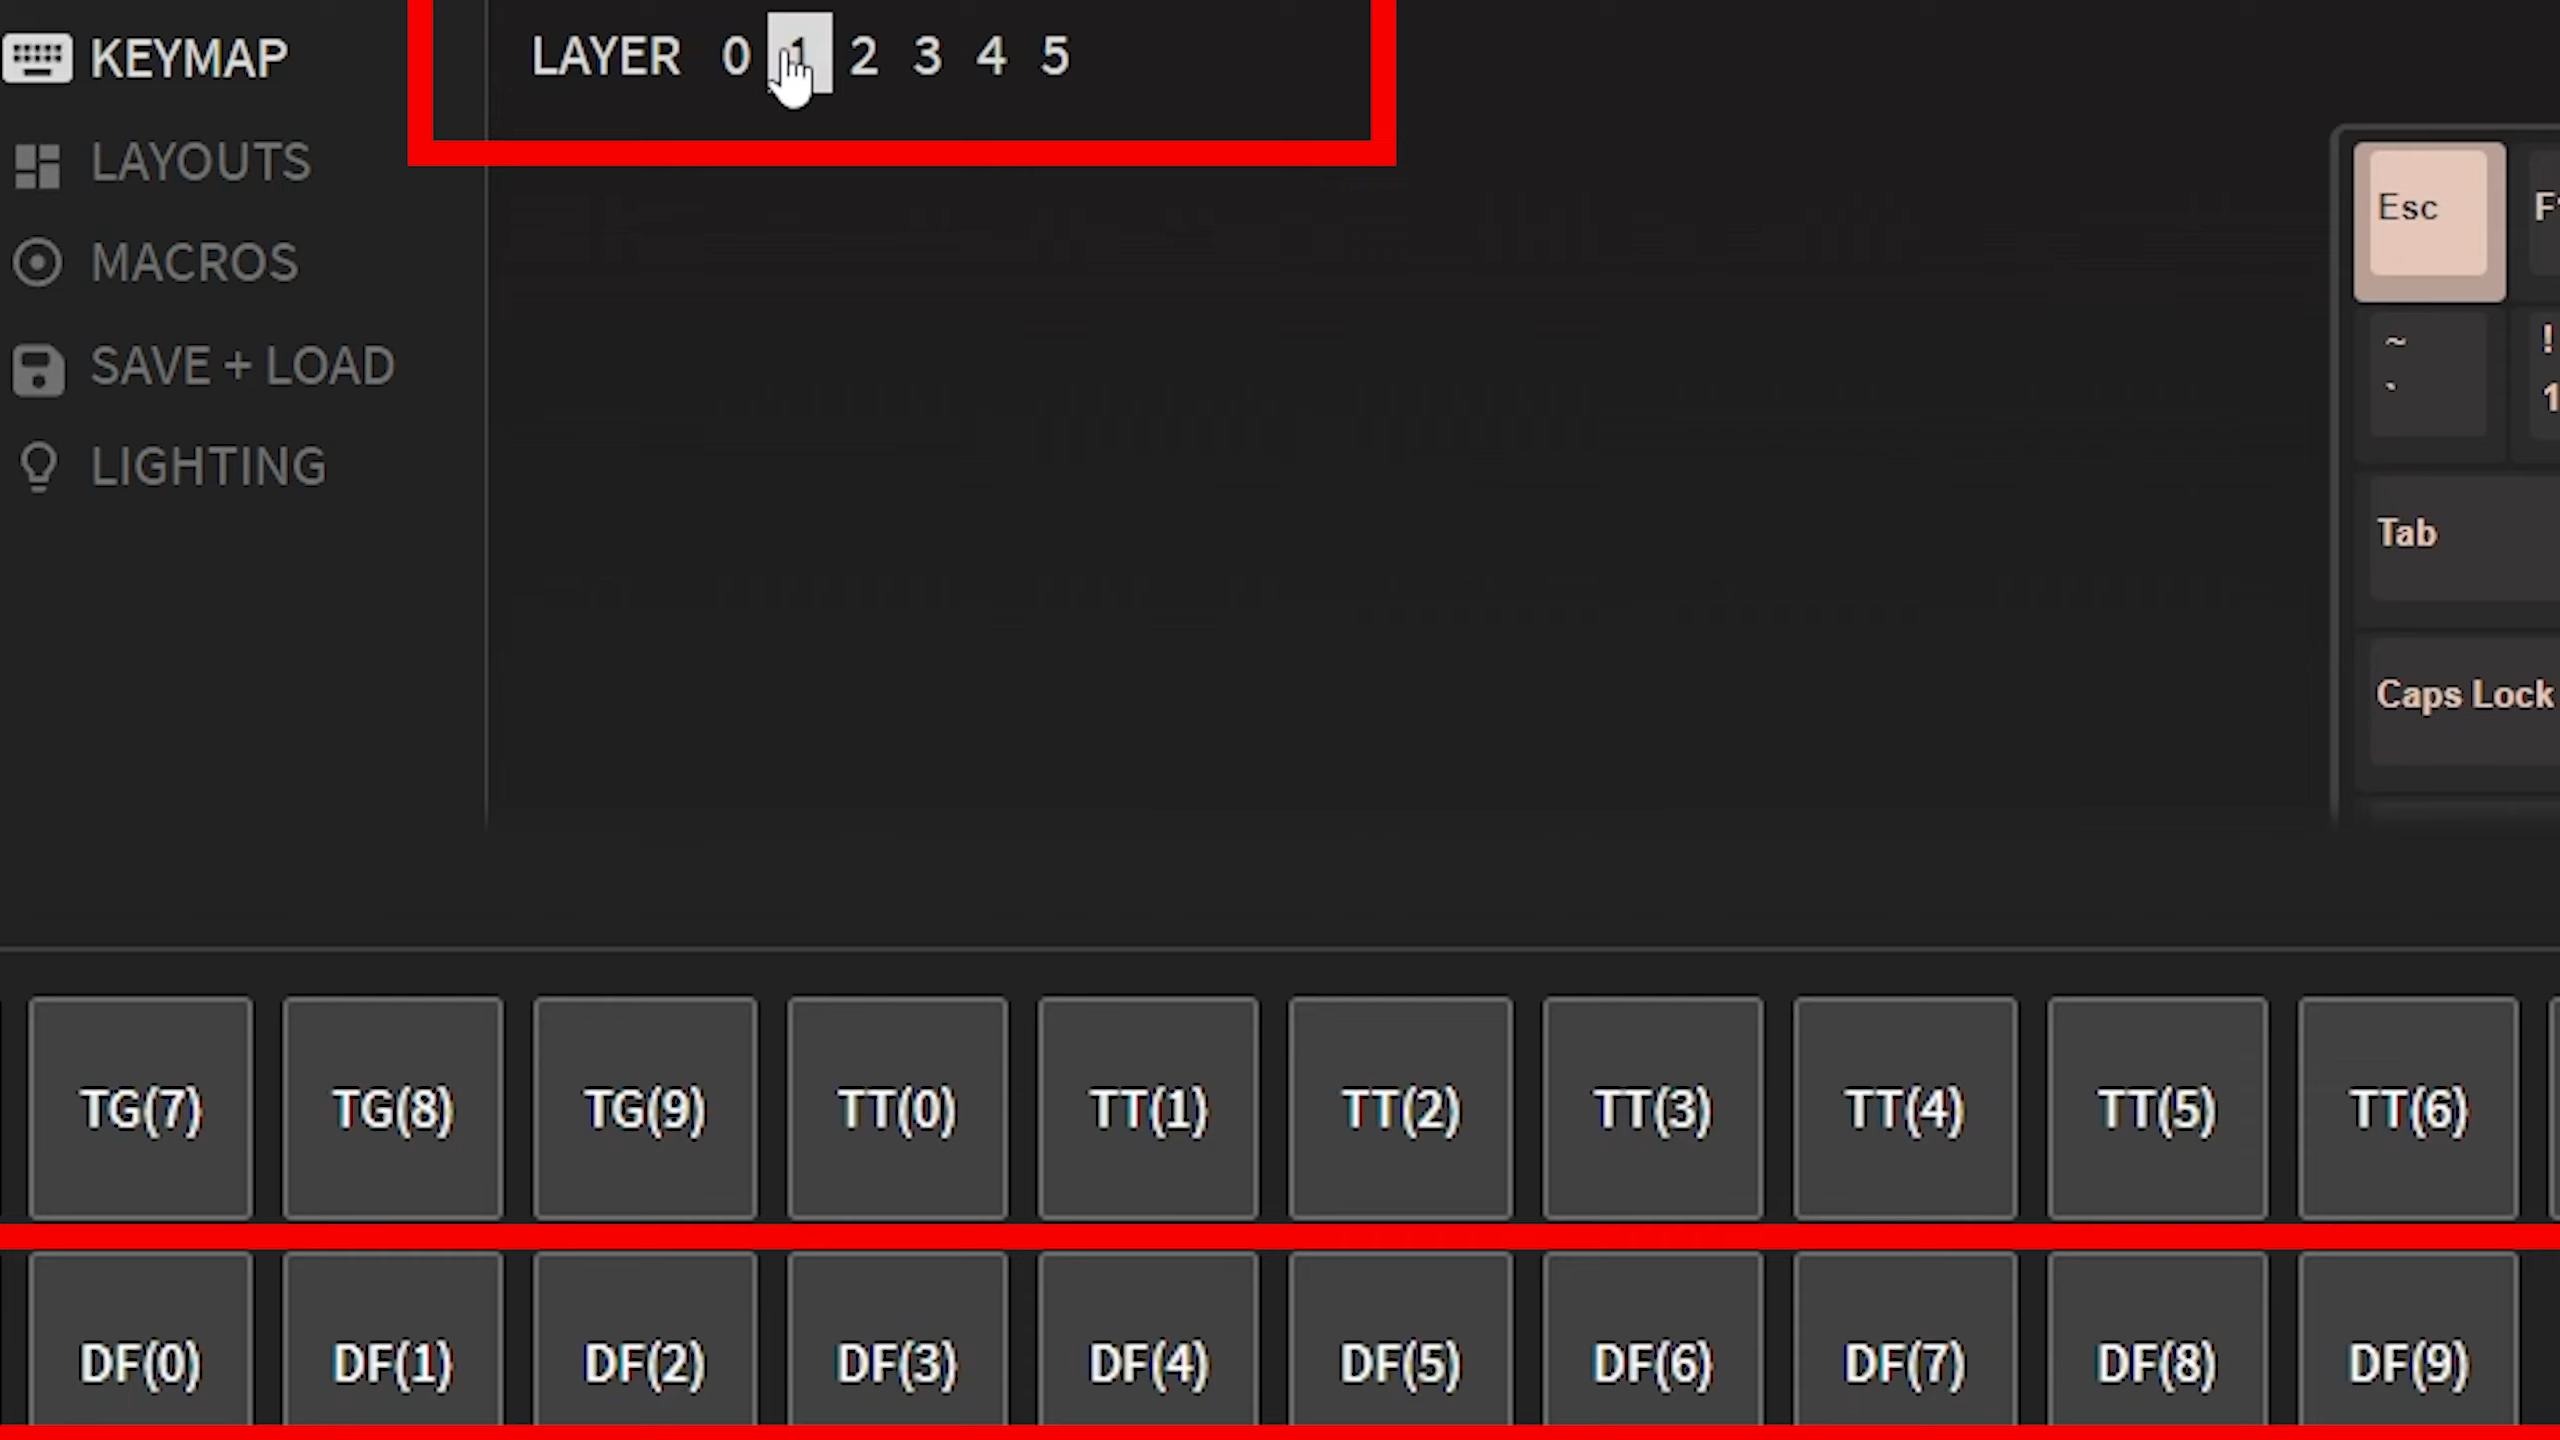 KEYMAP
LAYOUTS
MACROS
SAVE + LOAD
LIGHTING
LAYER 0 1 2 3 4 5
Esc
~ !
` 1
Tab
Caps Lock
TG(7) TG(8) TG(9) TT(0) TT(1) TT(2) TT(3) TT(4) TT(5) TT(6)
DF(0) DF(1) DF(2) DF(3) DF(4) DF(5) DF(6) DF(7) DF(8) DF(9)